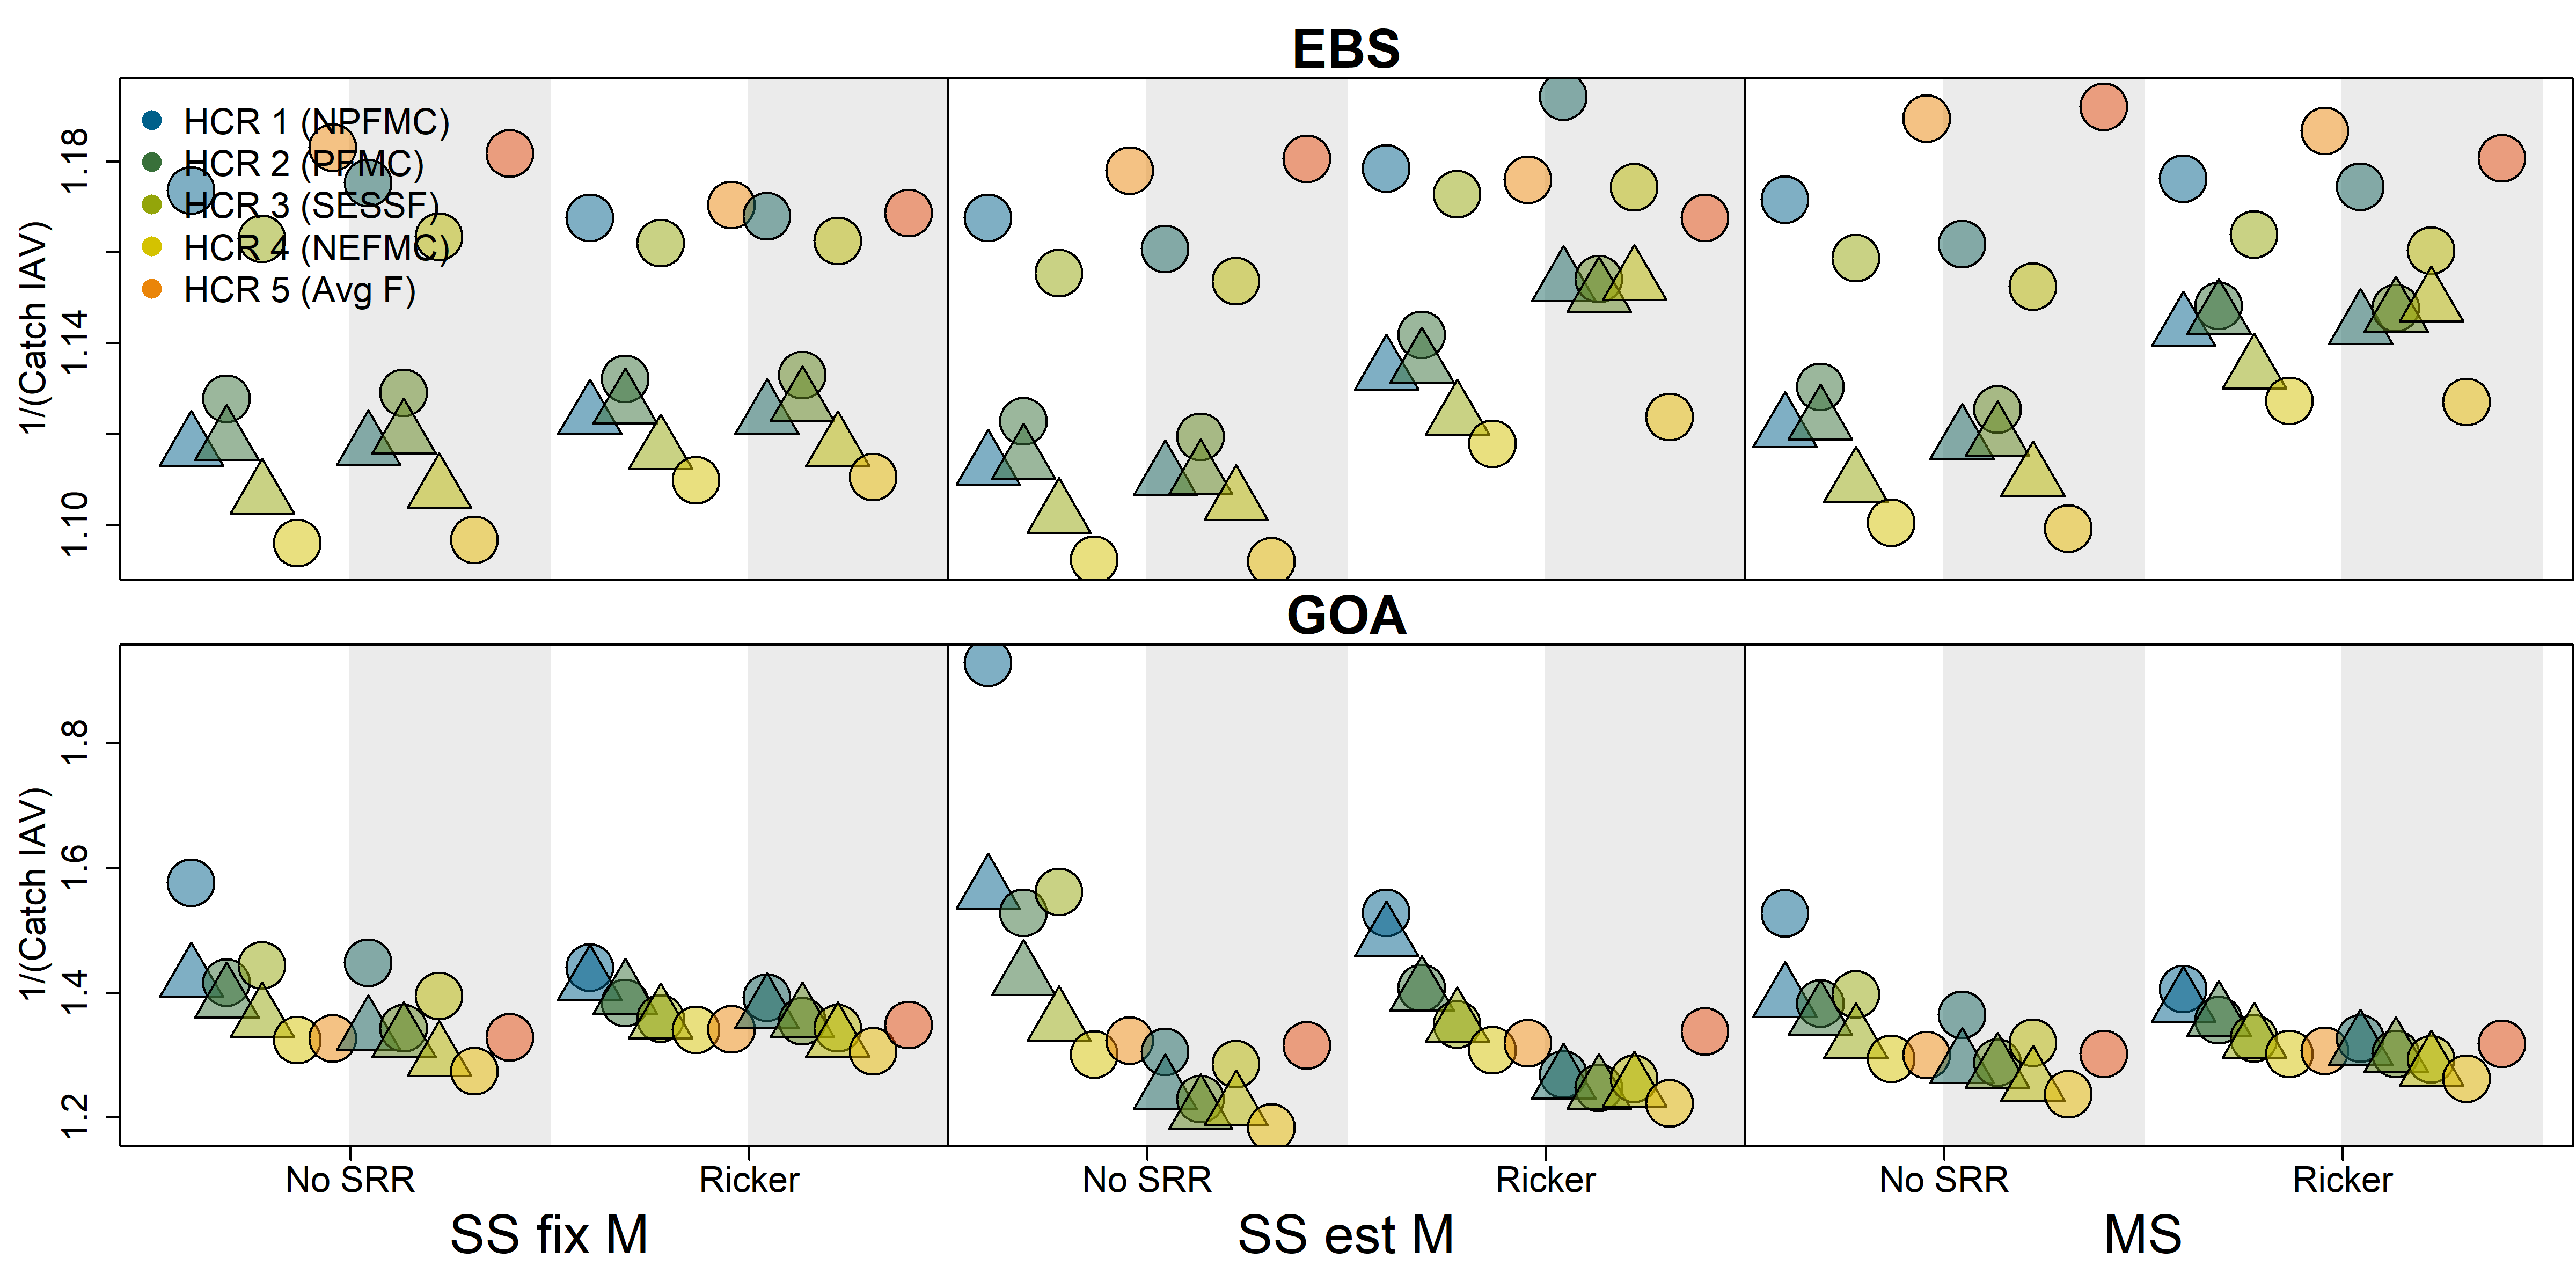 EBS
1/(Catch IAV)
1.18
1.14
1.10
HCR 1 (NPFMC)
HCR 2 (PFMC)
HCR 3 (SESSF)
HCR 4 (NEFMC)
HCR 5 (Avg F)
GOA
1/(Catch IAV)
1.8
1.6
1.4
1.2
No SRR Ricker No SRR Ricker No SRR Ricker
SS fix M SS est M MS